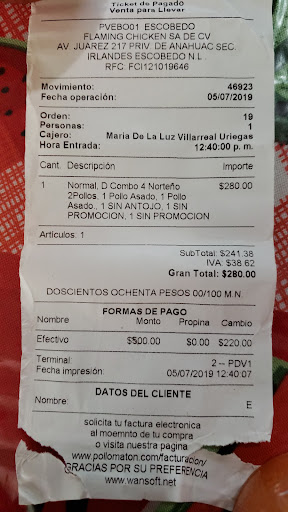 Ticket de Pagado
Venta para Llevar
PVEBO01 ESCOBEDO
FLAMING CHICKEN SA DE CV
AV JUÁREZ 217 PRIV. DE ANAHUAC SEC.
IRLANDES ESCOBEDO N.L
RFC: FCI121019646
Movimiento: 46923
Fecha operación: 05/07/2019
Orden: 19
Personas: 1
Cajero: Maria De La Luz Villarreal Uriegas
Hora Entrada: 12:40:00 p. m.
Cant. Descripción Importe
1 Normal, D Combo 4 Norteño $280.00
2Pollos, 1 Pollo Asado, 1 Pollo
Asado., 1 SIN ANTOJO, 1 SIN
PROMOCION, 1 SIN PROMOCION
Articulos: 1
SubTotal: $241.38
IVA: $38.62
Gran Total: $280.00
DOSCIENTOS OCHENTA PESOS 00/100 M.N.
FORMAS DE PAGO
Nombre Monto Propina Cambio
Efectivo $500.00 $0.00 $220.00
Terminal: 2 -- PDV1
Fecha impresión: 05/07/2019 12:40:07
DATOS DEL CLIENTE
Nombre: E
solicita tu factura electronica
al moemnto de tu compra
o visita nuestra pagina
www.pollomaton.com/facturacion/
GRACIAS POR SU PREFERENCIA
www.wansoft.net